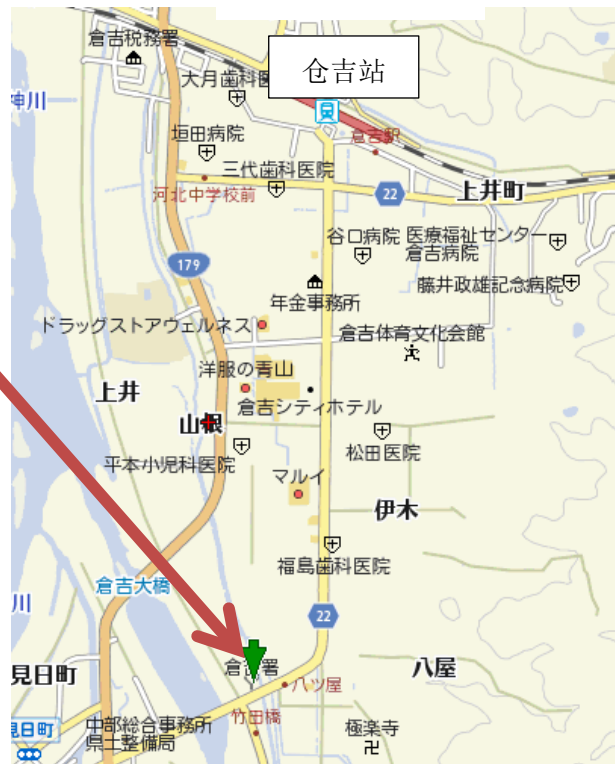 倉吉税務署
仓吉站
大月歯科医
神川
垣田病院
倉吉駅
三代歯科医院
河北中学校前
22
上井町
谷口病院
医療福祉センター
倉吉病院
179
藤井政雄記念病院
年金事務所
ドラッグストアウェルネス
倉吉体育文化会館
洋服の青山
上井
倉吉シティホテル
山根
松田医院
平本小児科医院
マルイ
伊木
福島歯科医院
倉吉大橋
川
22
倉吉署
八屋
見日町
八ツ屋
竹田橋
見日町
中部総合事務所
県土整備局
極楽寺